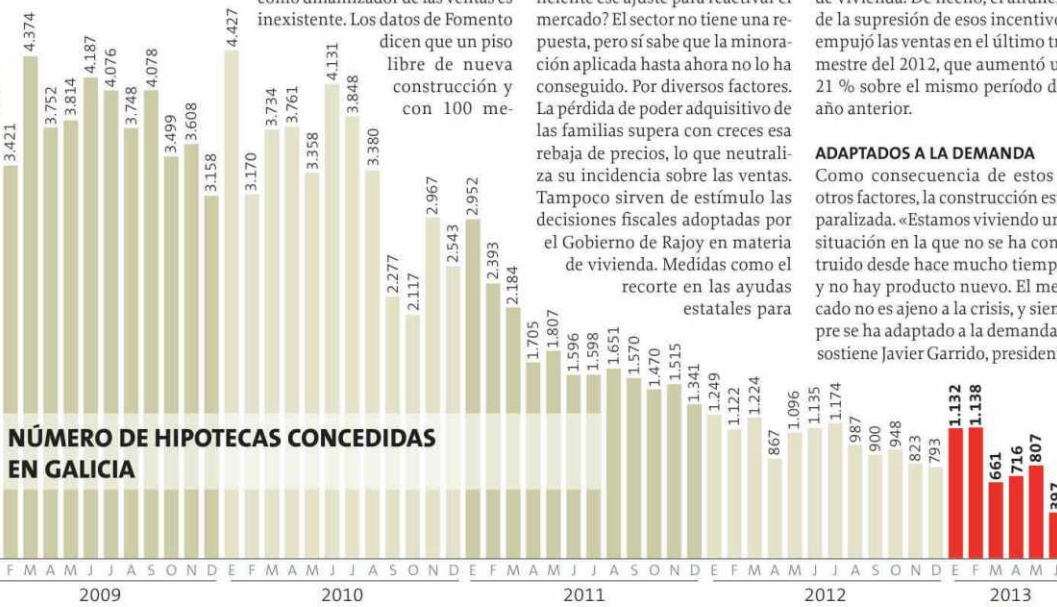 como dinamizador de las ventas es
inexistente. Los datos de Fomento
dicen que un piso
libre de nueva
construcción y
con 100 me-
ficiente ese ajuste para reactivar el
mercado? El sector no tiene una re-
puesta, pero sí sabe que la minora-
ción aplicada hasta ahora no lo ha
conseguido. Por diversos factores.
La pérdida de poder adquisitivo de
las familias supera con creces esa
rebaja de precios, lo que neutrali-
za su incidencia sobre las ventas.
Tampoco sirven de estímulo las
decisiones fiscales adoptadas por
el Gobierno de Rajoy en materia
de vivienda. Medidas como el
recorte en las ayudas
estatales para
de vivienda. De hecho, el
de la supresión de esos incentivo
empujó las ventas en el último tr
mestre del 2012, que aumentó u
21 % sobre el mismo período d
año anterior.
ADAPTADOS A LA DEMANDA
Como consecuencia de estos
otros factores, la construcción es
paralizada. «Estamos viviendo un
situación en la que no se ha con
truido desde hace mucho tiemp
y no hay producto nuevo. El me
cado no es ajeno a la crisis, y sien
pre se ha adaptado a la demanda
sostiene Javier Garrido, presiden
NÚMERO DE HIPOTECAS CONCEDIDAS
EN GALICIA
3.421
4.374
3.752
3.814
4.187
4.076
3.748
4.078
3.499
3.608
3.158
4.427
3.170
3.734
3.761
3.358
4.131
3.848
3.380
2.277
2.117
2.967
2.543
2.952
2.393
2.184
1.705
1.807
1.596
1.598
1.651
1.570
1.470
1.515
1.341
1.249
1.122
1.224
867
1.096
1.135
1.174
987
900
948
823
793
1.132
1.138
661
716
807
397
F M A M J J A S O N D E F M A M J J A S O N D E F M A M J J A S O N D E F M A M J J A S O N D E F M A M J
2009 2010 2011 2012 2013